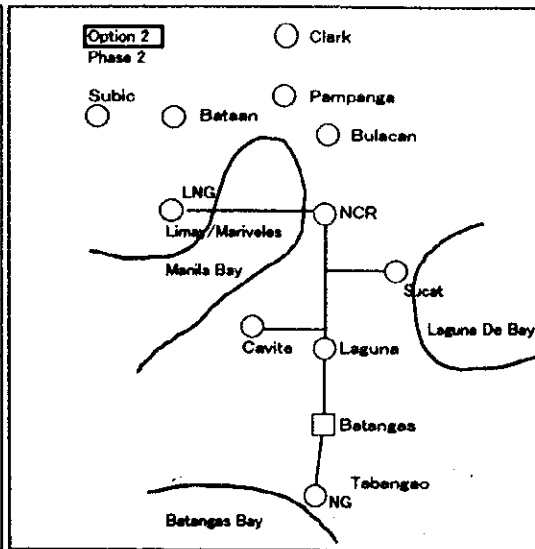 Option 2
Phase 2
Clark
Subic
Pampanga
Bataan
Bulacan
LNG
NCR
Limay/Mariveles
Manila Bay
Sucat
Laguna De Bay
Cavite
Laguna
Batangas
Tabangao
NG
Batangas Bay